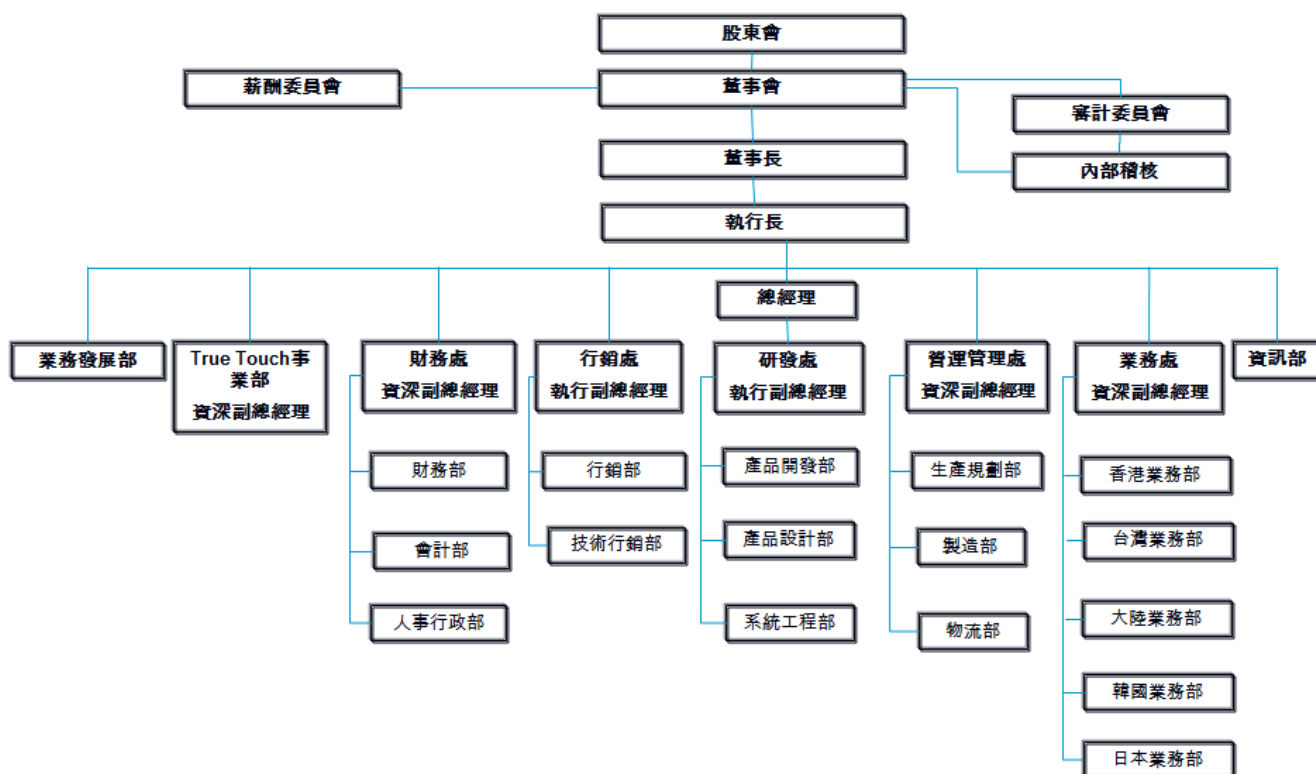 股東會
薪酬委員會
董事會
審計委員會
董事長
內部稽核
執行長
總經理
業務發展部
True Touch事
業部
資深副總經理
財務處
資深副總經理
行銷處
執行副總經理
研發處
執行副總經理
營運管理處
資深副總經理
業務處
資深副總經理
資訊部
財務部
會計部
人事行政部
行銷部
技術行銷部
產品開發部
產品設計部
系統工程部
生產規劃部
製造部
物流部
香港業務部
台灣業務部
大陸業務部
韓國業務部
日本業務部